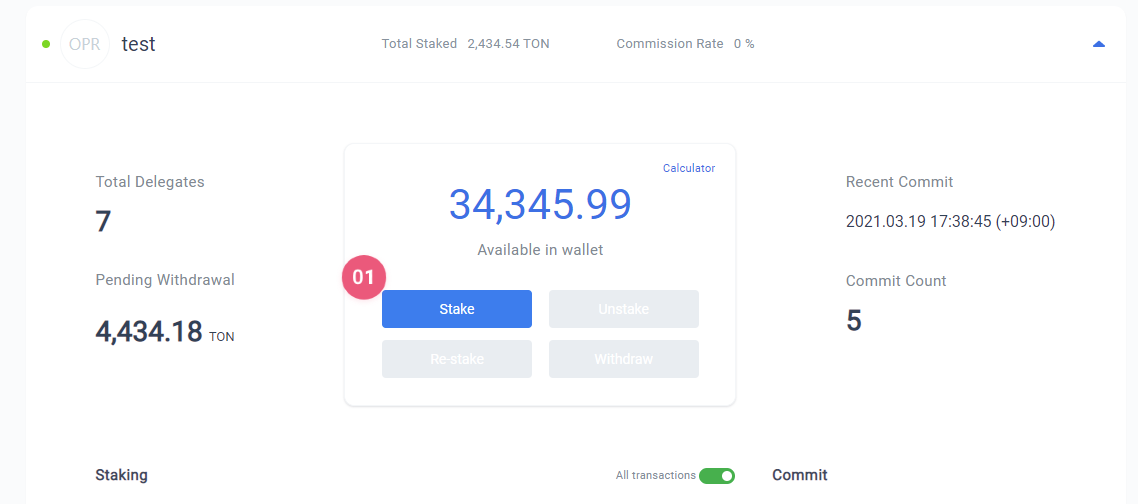 OPR test Total Staked 2,434.54 TON Commission Rate 0 %
Calculator
Total Delegates
7
34,345.99
Available in wallet
Recent Commit
2021.03.19 17:38:45 (+09:00)
Pending Withdrawal
4,434.18 TON
01
Stake Unstake
Re-stake Withdraw
Commit Count
5
Staking All transactions Commit